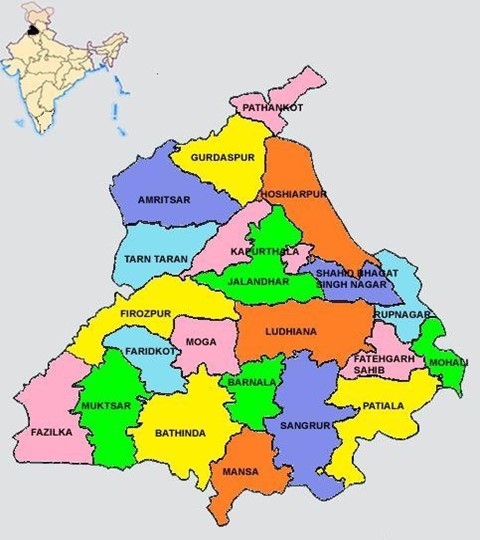 PATHANKOT
GURDASPUR
HOSHIARPUR
AMRITSAR
KAPURTHALA
TARN TARAN
SHAHID BHAGAT
SINGH NAGAR
JALANDHAR
FIROZPUR
RUPNAGAR
LUDHIANA
MOGA
FARIDKOT
FATEHGARH
SAHIB
MOHALI
BARNALA
MUKTSAR
PATIALA
SANGRUR
FAZILKA
BATHINDA
MANSA